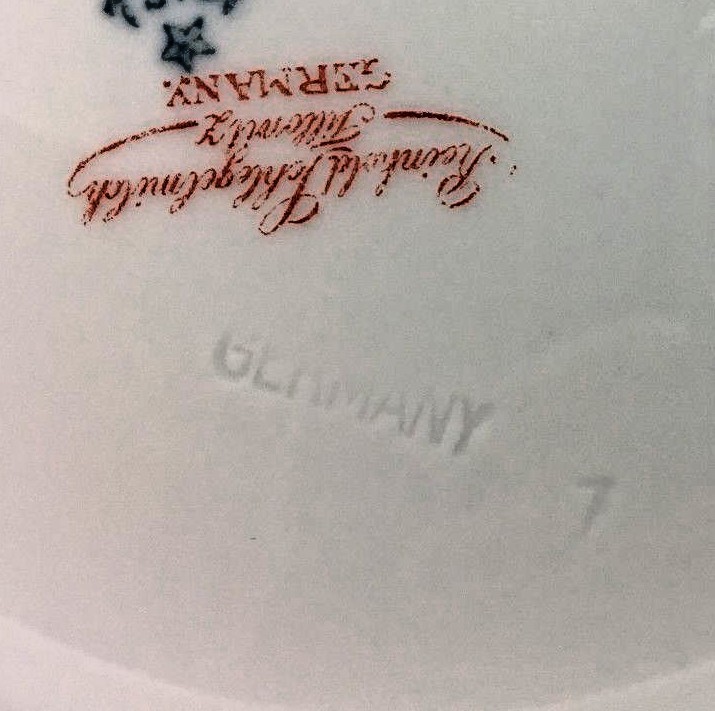 Reinhold Schlegelmilch
Tillowitz
GERMANY.
GERMANY
7